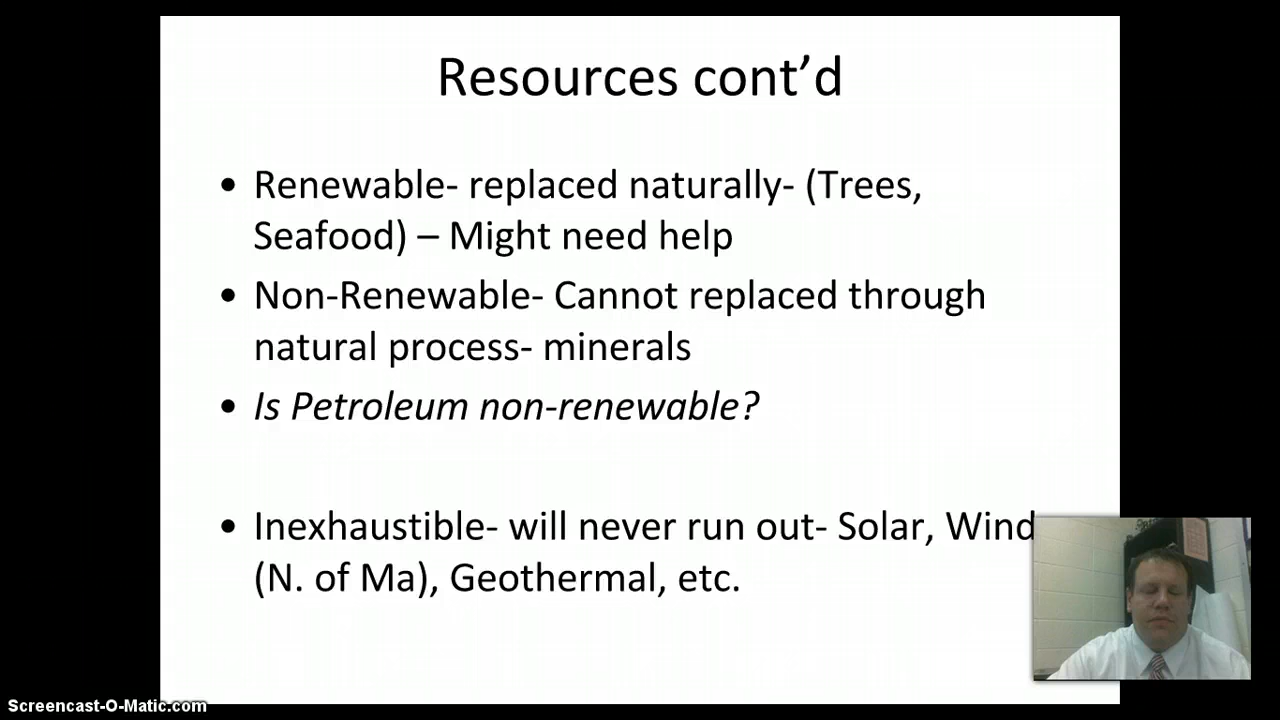 Resources cont’d
• Renewable- replaced naturally- (Trees,
Seafood) – Might need help
• Non-Renewable- Cannot replaced through
natural process- minerals
• Is Petroleum non-renewable?
• Inexhaustible- will never run out- Solar, Wind
(N. of Ma), Geothermal, etc.
Screencast-O-Matic.com